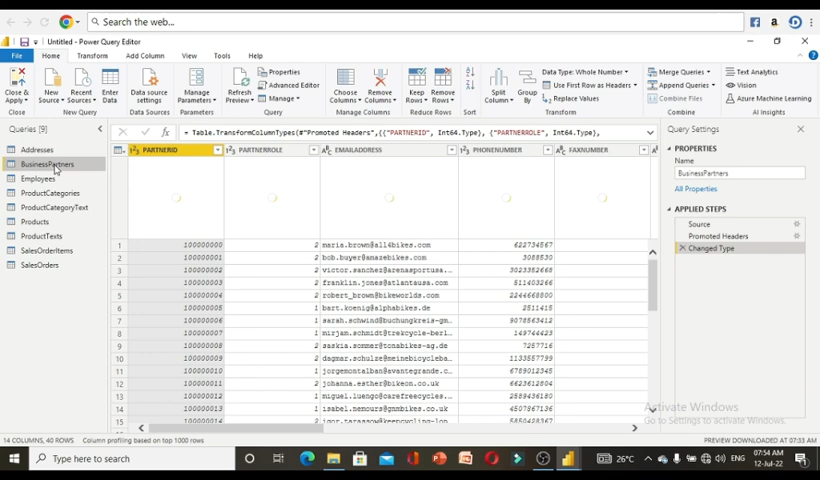 Search the web...
Untitled - Power Query Editor
File Home Transform Add Column View Tools Help
Close & Apply
New Source
Recent Sources
Enter Data
Data source settings
Manage Parameters
Refresh Preview
Properties
Advanced Editor
Manage
Choose Columns
Remove Columns
Keep Rows
Remove Rows
Split Column
Group By
Data Type: Whole Number
Use First Row as Headers
Replace Values
Merge Queries
Append Queries
Combine Files
Text Analytics
Vision
Azure Machine Learning
Close New Query Data Sources Parameters Query Manage Columns Reduce Rows Sort Transform Combine AI Insights
Queries [9]
Addresses
BusinessPartners
Employees
ProductCategories
ProductCategoryText
Products
ProductTexts
SalesOrderItems
SalesOrders
= Table.TransformColumnTypes(#"Promoted Headers",{{"PARTNERID", Int64.Type}, {"PARTNERROLE", Int64.Type},
PARTNERID PARTNERROLE EMAILADDRESS PHONENUMBER FAXNUMBER
1 100000000 2 maria.brown@all4bikes.com 622734567
2 100000001 2 bob.buyer@amazebikes.com 3088530
3 100000002 2 victor.sanchez@arenasportusa... 3023352668
4 100000003 2 franklin.jones@atlantausa.com 511403266
5 100000004 2 robert_brown@bikeworlds.com 2244668800
6 100000005 1 bart.koenig@alphabikes.de 2511415
7 100000006 1 sarah.schwind@buchungkreis-gm... 9078563412
8 100000007 1 mirjam.schmidt@trekcycle-berl... 149744423
9 100000008 2 saskia.sommer@tonabikes-ag.de 7257716
10 100000009 2 dagmar.schulze@meinebicycleba... 1133557799
11 100000010 1 jorgemontalban@avantegrande.c... 6789012345
12 100000011 2 johanna.esther@bikeon.co.uk 6623612804
13 100000012 1 miguel.luengo@carefreecycles... 2589436180
14 100000013 1 isabel.nemours@gnmbikes.co.uk 4507867136
15 100000014
Query Settings
PROPERTIES
Name
BusinessPartners
All Properties
APPLIED STEPS
Source
Promoted Headers
Changed Type
Activate Windows
Go to Settings to activate Windows.
14 COLUMNS, 40 ROWS Column profiling based on top 1000 rows
PREVIEW DOWNLOADED AT 07:53 AM
Type here to search
26°C
ENG
07:54 AM
12-Jul-22